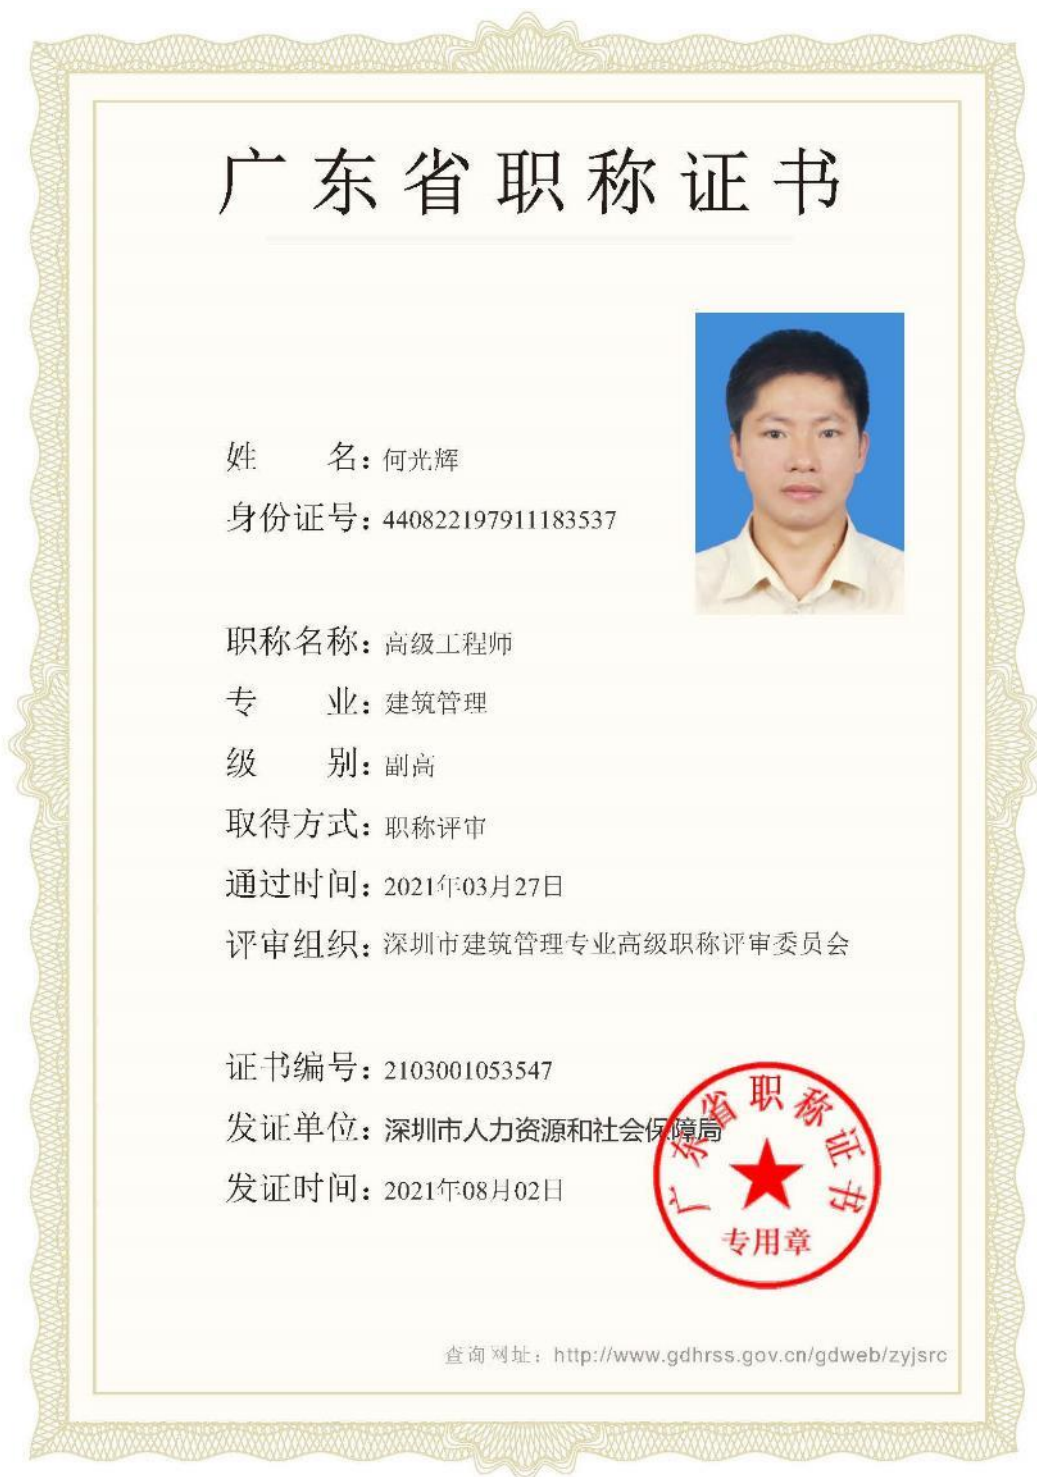 广东省职称证书
姓名：何光辉
身份证号：440822197911183537
职称名称：高级工程师
专业：建筑管理
级别：副高
取得方式：职称评审
通过时间：2021年03月27日
评审组织：深圳市建筑管理专业高级职称评审委员会
证书编号：2103001053547
发证单位：深圳市人力资源和社会保障局
发证时间：2021年08月02日
广东省职称证书
专用章
查询网址：http://www.gdhrss.gov.cn/gdweb/zyjsrc